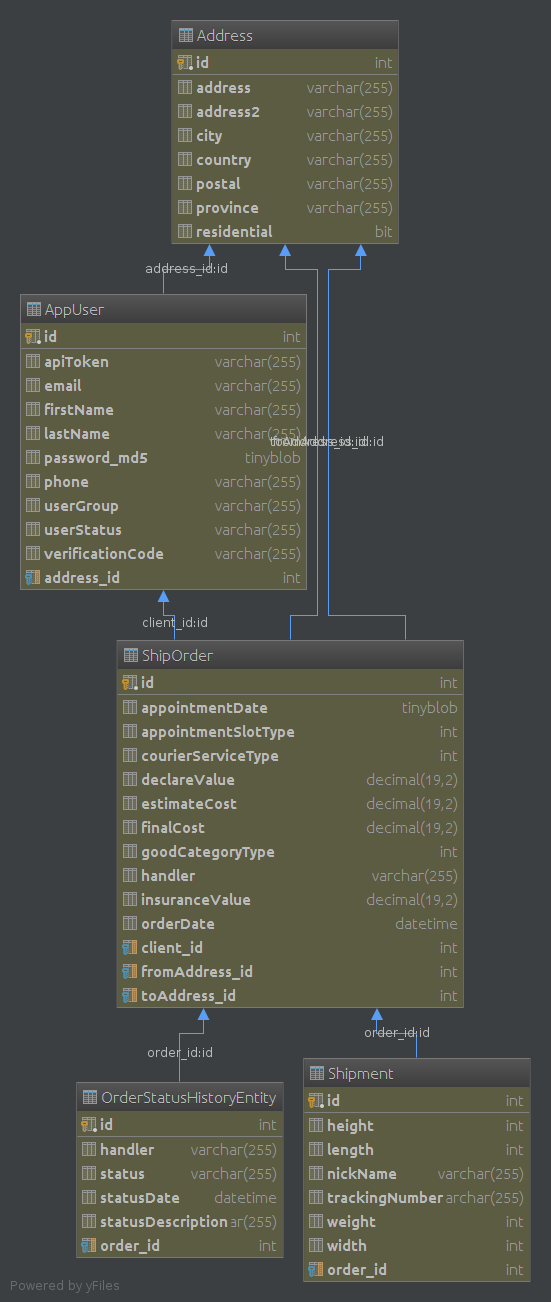 Address
id int
address varchar(255)
address2 varchar(255)
city varchar(255)
country varchar(255)
postal varchar(255)
province varchar(255)
residential bit
address_id:id
AppUser
id int
apiToken varchar(255)
email varchar(255)
firstName varchar(255)
lastName varchar(255)
password_md5 tinyblob
phone varchar(255)
userGroup varchar(255)
userStatus varchar(255)
verificationCode varchar(255)
address_id int
client_id:id
ShipOrder
id int
appointmentDate tinyblob
appointmentSlotType int
courierServiceType int
declareValue decimal(19,2)
estimateCost decimal(19,2)
finalCost decimal(19,2)
goodCategoryType int
handler varchar(255)
insuranceValue decimal(19,2)
orderDate datetime
client_id int
fromAddress_id int
toAddress_id int
order_id:id
order_id:id
OrderStatusHistoryEntity
id int
handler varchar(255)
status varchar(255)
statusDate datetime
statusDescription ar(255)
order_id int
Shipment
id int
height int
length int
nickName varchar(255)
trackingNumber archar(255)
weight int
width int
order_id int
Powered by yFiles